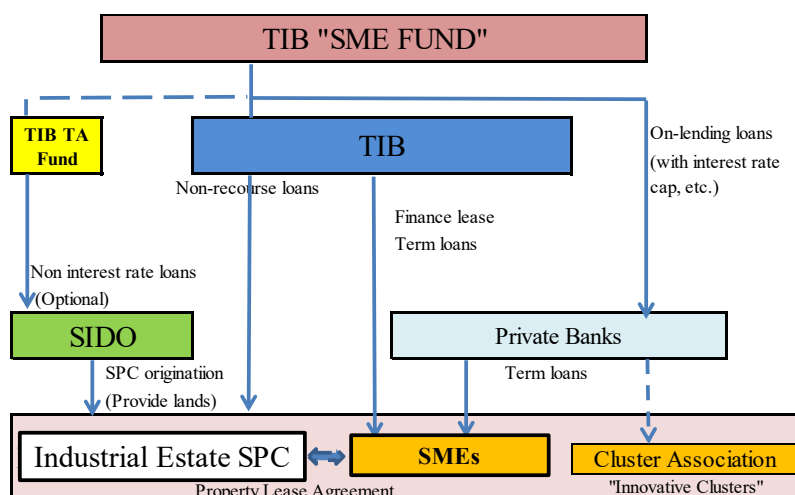 TIB "SME FUND"
TIB TA
Fund
TIB
On-lending loans
(with interest rate
cap, etc.)
Non-recourse loans
Finance lease
Term loans
Non interest rate loans
(Optional)
SIDO
Private Banks
SPC originatiion
(Provide lands)
Term loans
Industrial Estate SPC
SMEs
Cluster Association
Property Lease Agreement
"Innovative Clusters"